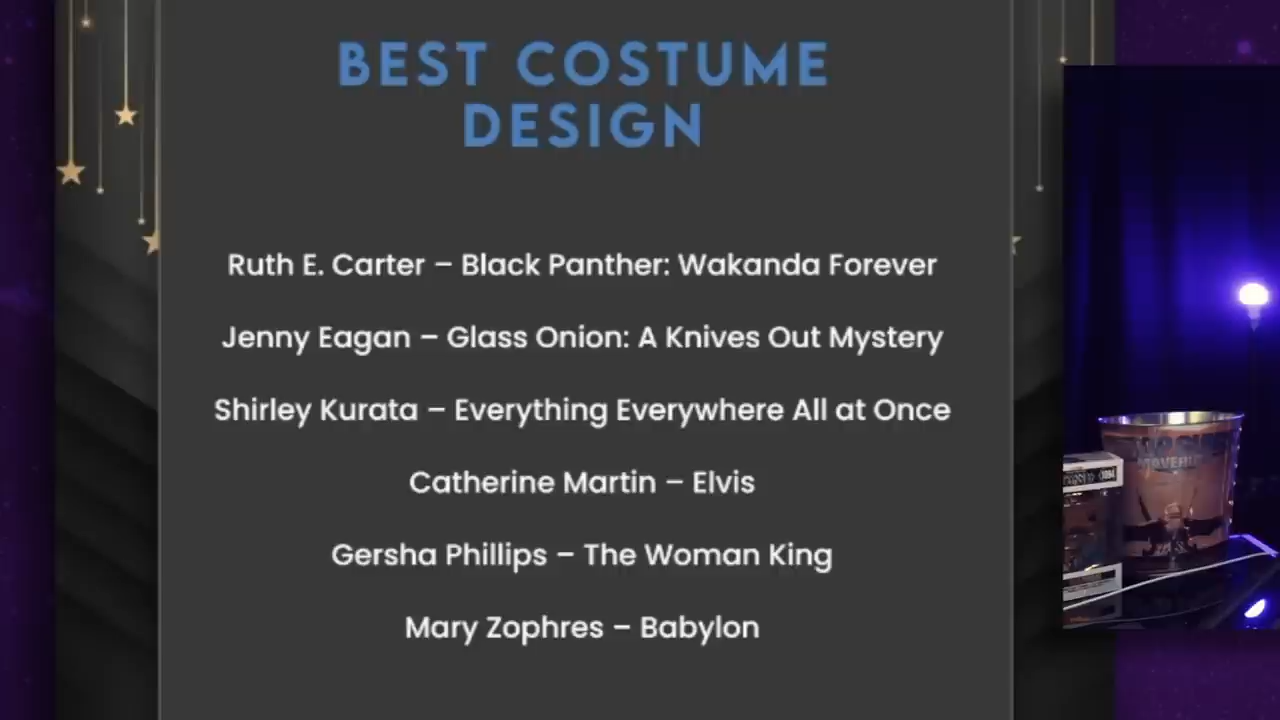 BEST COSTUME
DESIGN
Ruth E. Carter – Black Panther: Wakanda Forever
Jenny Eagan – Glass Onion: A Knives Out Mystery
Shirley Kurata – Everything Everywhere All at Once
Catherine Martin – Elvis
Gersha Phillips – The Woman King
Mary Zophres – Babylon